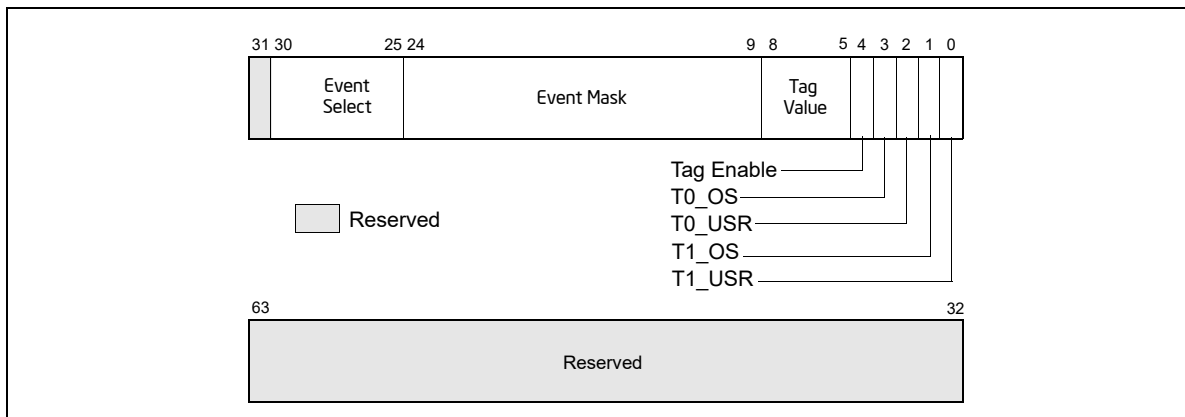 31 30 25 24 9 8 5 4 3 2 1 0
Event Select Event Mask Tag Value
Tag Enable
T0_OS
Reserved
T0_USR
T1_OS
T1_USR
63 32
Reserved